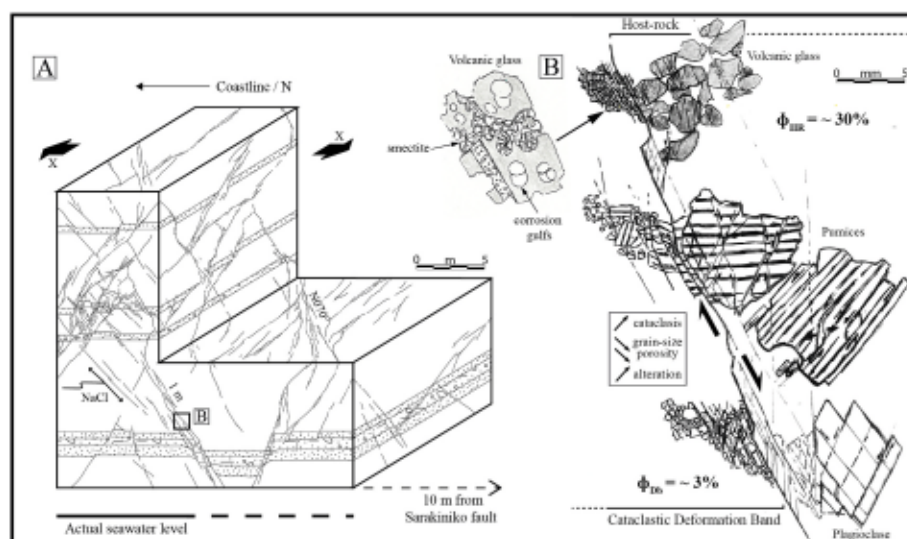 A
Coastline / N
X
X
0 m 5
N070°
1 m
B
NaCl
Actual seawater level
10 m from
Sarakiniko fault
B
Volcanic glass
smectite
corrosion
gulfs
Host-rock
Volcanic glass
0 mm 5
ϕHR = ~ 30%
Pumices
cataclasis
grain-size
porosity
alteration
ϕDb = ~ 3%
Cataclastic Deformation Band
Plagioclase